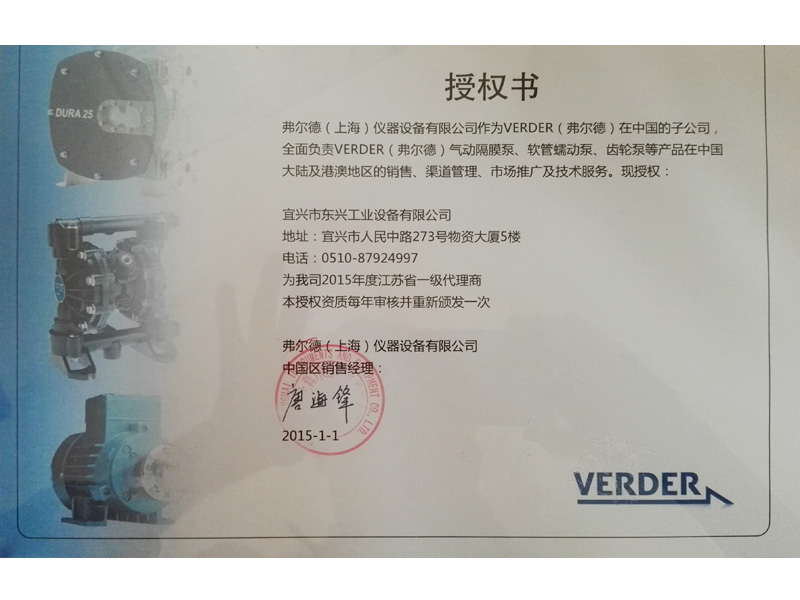 授权书
DURA 25
弗尔德（上海）仪器设备有限公司作为VERDER（弗尔德）在中国的子公司，
全面负责VERDER（弗尔德）气动隔膜泵、软管蠕动泵、齿轮泵等产品在中国
大陆及港澳地区的销售、渠道管理、市场推广及技术服务。现授权：
宜兴市东兴工业设备有限公司
地址：宜兴市人民中路273号物资大厦5楼
电话：0510-87924997
为我司2015年度江苏省一级代理商
本授权资质每年审核并重新颁发一次
弗尔德（上海）仪器设备有限公司
中国区销售经理：
INSTRUMENTS AND EQUIPMENT CO., LTD.
唐海锋
2015-1-1
VERDER